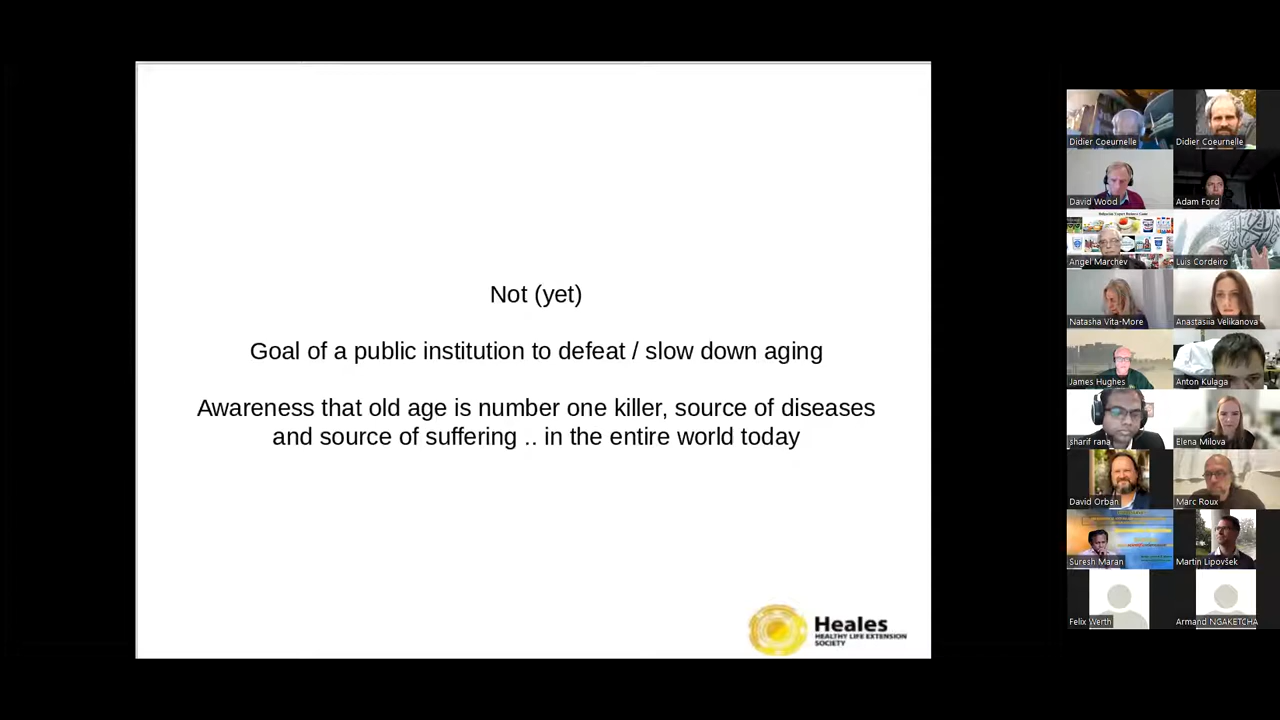 Not (yet)
Goal of a public institution to defeat / slow down aging
Awareness that old age is number one killer, source of diseases
and source of suffering .. in the entire world today
Heales
HEALTHY LIFE EXTENSION
SOCIETY
Didier Coeurnelle
Didier Coeurnelle
David Wood
Adam Ford
Angel Marchev
Luis Cordeiro
Natasha Vita-More
Anastasiia Velikanova
James Hughes
Anton Kulaga
sharif rana
Elena Milova
David Orban
Marc Roux
Suresh Maran
Martin Lipovšek
Felix Werth
Armand NGAKETCHA